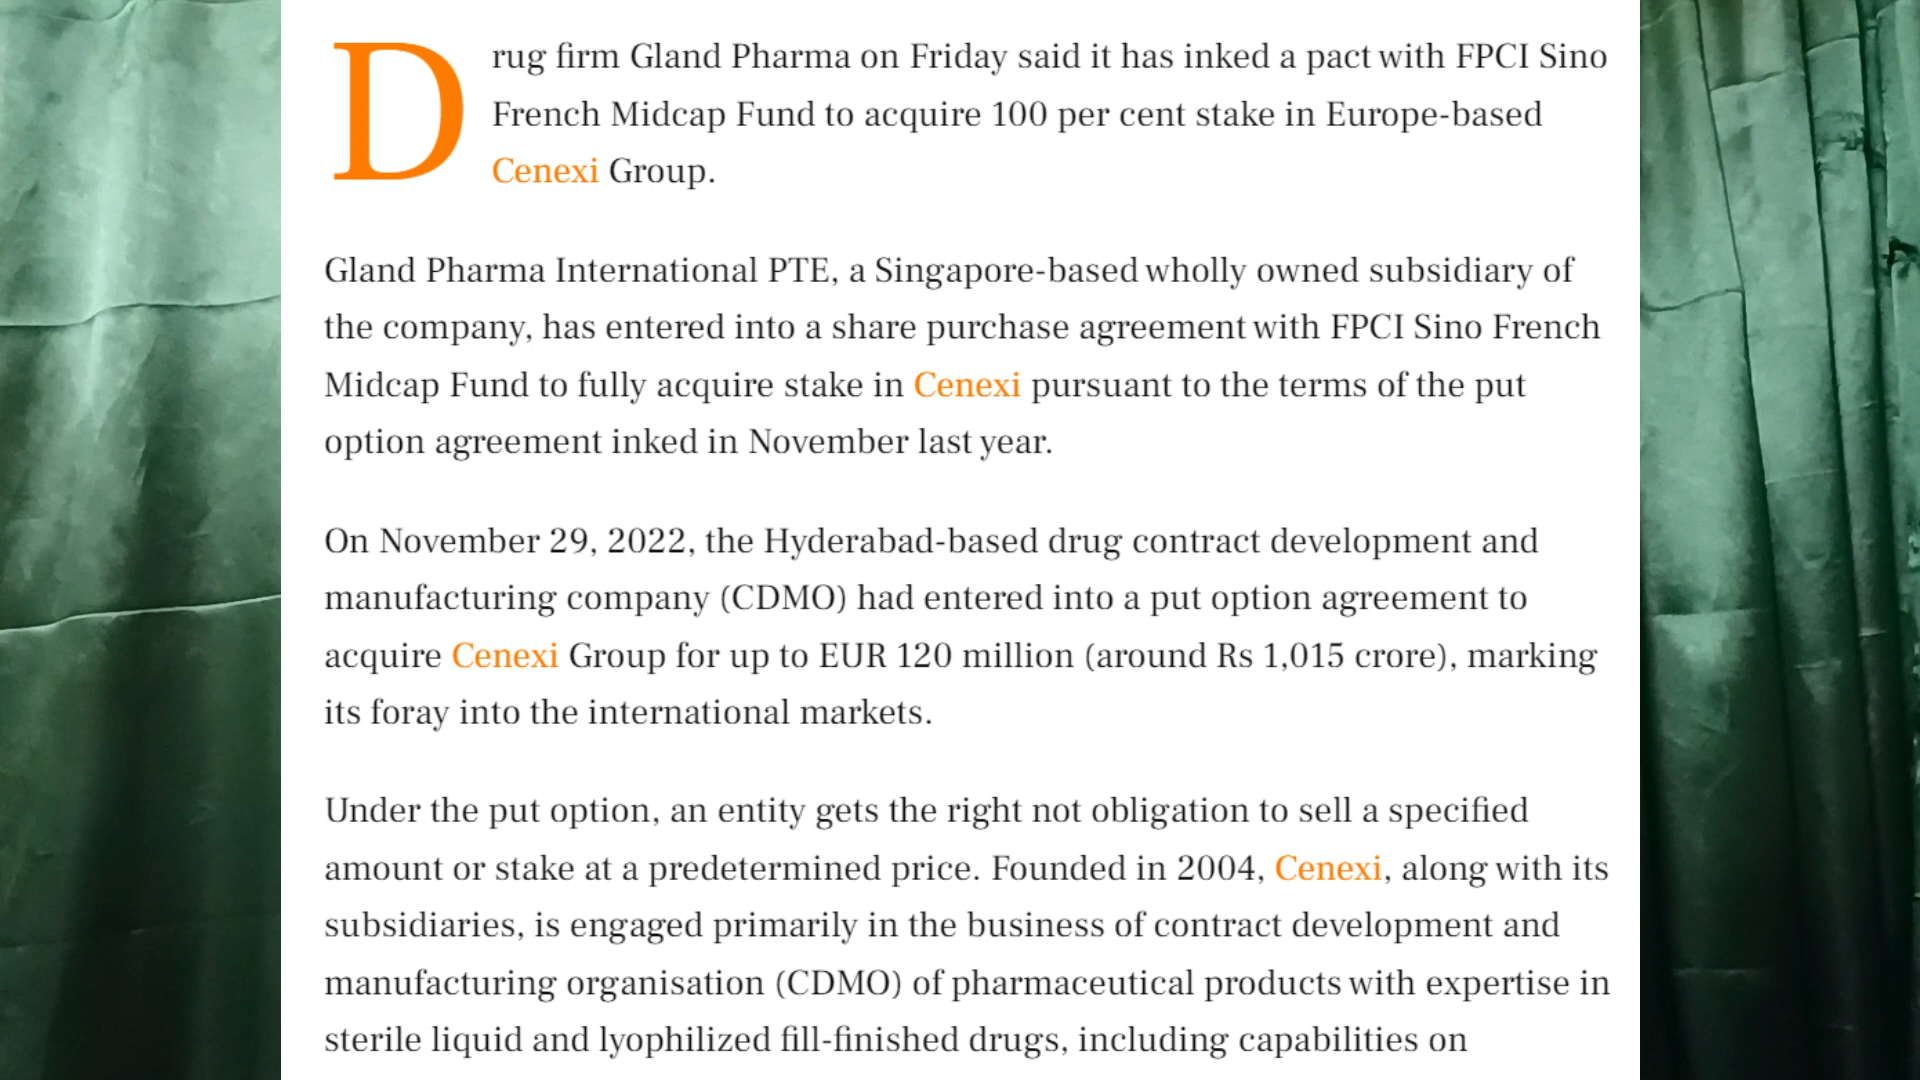 Drug firm Gland Pharma on Friday said it has inked a pact with FPCI Sino
French Midcap Fund to acquire 100 per cent stake in Europe-based
Cenexi Group.
Gland Pharma International PTE, a Singapore-based wholly owned subsidiary of
the company, has entered into a share purchase agreement with FPCI Sino French
Midcap Fund to fully acquire stake in Cenexi pursuant to the terms of the put
option agreement inked in November last year.
On November 29, 2022, the Hyderabad-based drug contract development and
manufacturing company (CDMO) had entered into a put option agreement to
acquire Cenexi Group for up to EUR 120 million (around Rs 1,015 crore), marking
its foray into the international markets.
Under the put option, an entity gets the right not obligation to sell a specified
amount or stake at a predetermined price. Founded in 2004, Cenexi, along with its
subsidiaries, is engaged primarily in the business of contract development and
manufacturing organisation (CDMO) of pharmaceutical products with expertise in
sterile liquid and lyophilized fill-finished drugs, including capabilities on